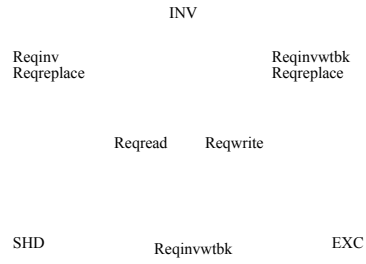 INV
Reqinv
Reqreplace
Reqinvwtbk
Reqreplace
Reqread
Reqwrite
SHD
Reqinvwtbk
EXC